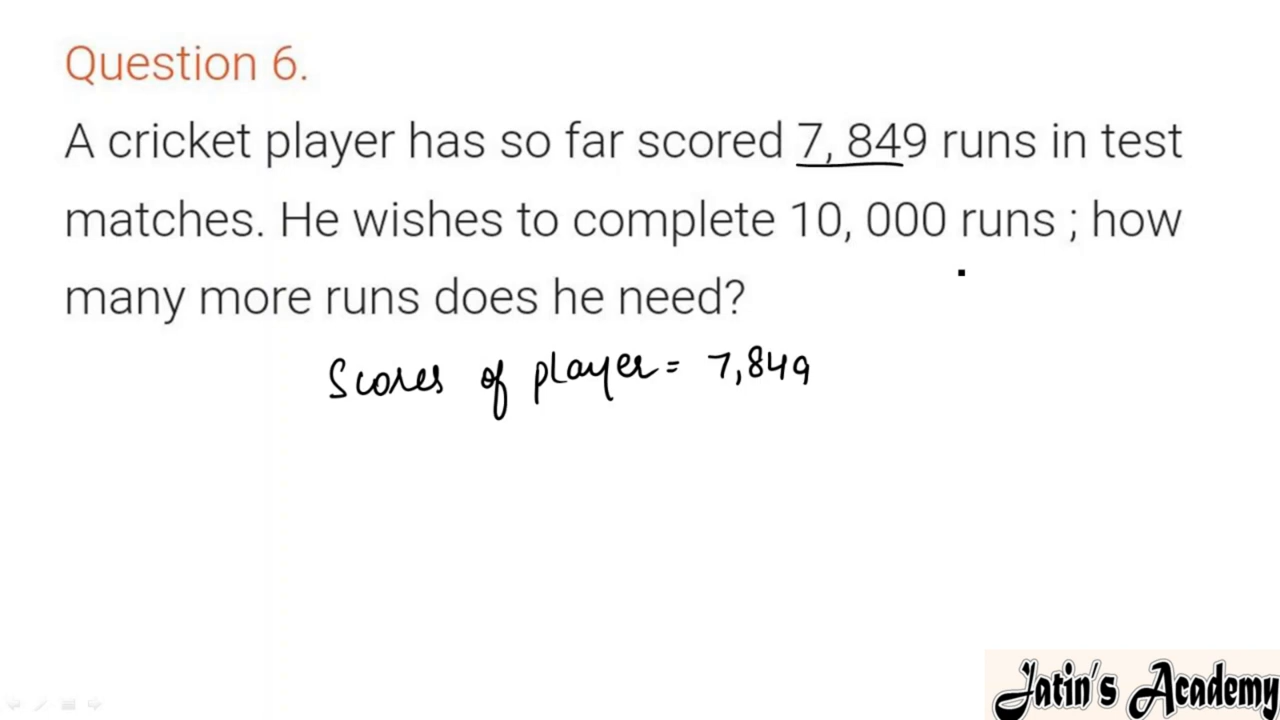 Question 6.
A cricket player has so far scored 7, 849 runs in test
matches. He wishes to complete 10, 000 runs ; how
many more runs does he need?
Scores of player = 7,849
Jatin's Academy